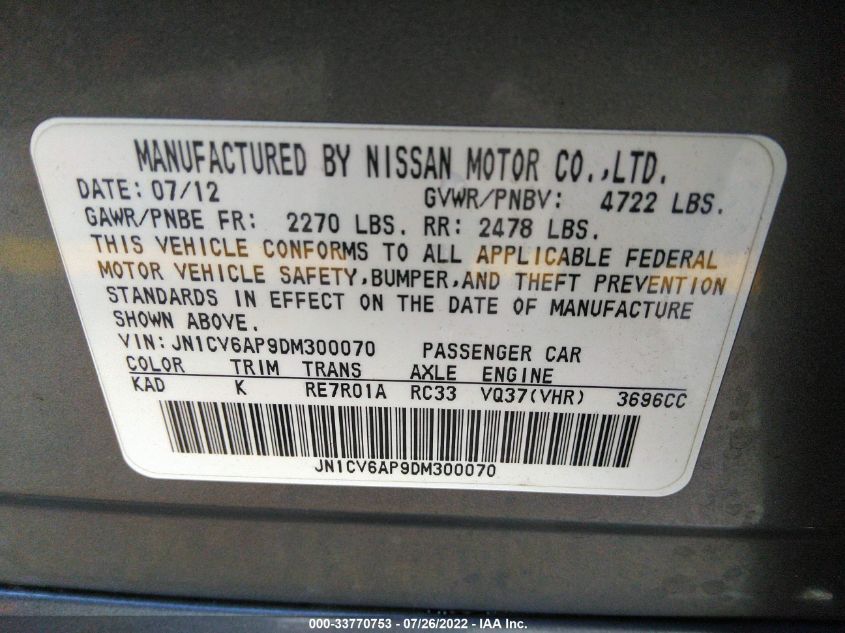 MANUFACTURED BY NISSAN MOTOR CO.,LTD.
DATE: 07/12 GVWR/PNBV: 4722 LBS.
GAWR/PNBE FR: 2270 LBS. RR: 2478 LBS.
THIS VEHICLE CONFORMS TO ALL APPLICABLE FEDERAL
MOTOR VEHICLE SAFETY,BUMPER,AND THEFT PREVENTION
STANDARDS IN EFFECT ON THE DATE OF MANUFACTURE
SHOWN ABOVE.
VIN:JN1CV6AP9DM300070 PASSENGER CAR
COLOR TRIM TRANS AXLE ENGINE
KAD K RE7R01A RC33 VQ37(VHR) 3696CC
JN1CV6AP9DM300070
000-33770753 - 07/26/2022 - IAA Inc.